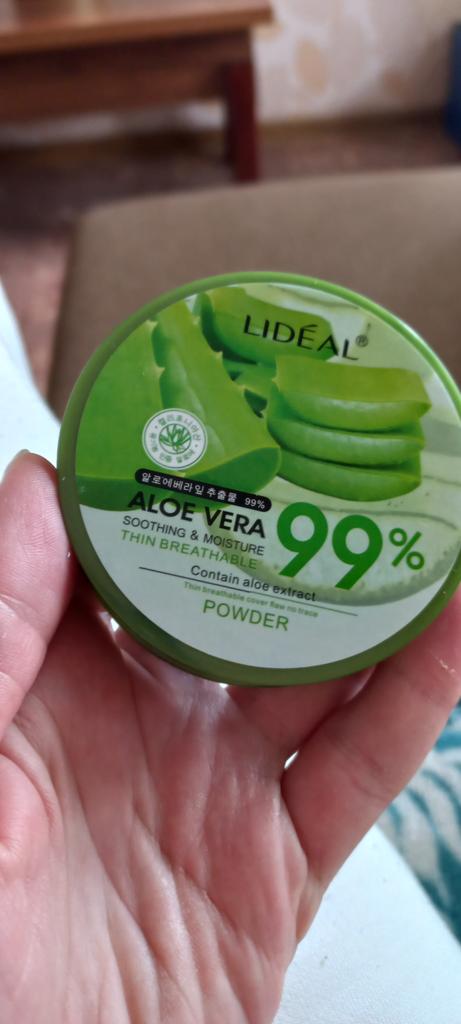 LIDÉAL®
알로에베라잎 추출물 99%
ALOE VERA
99%
SOOTHING & MOISTURE
THIN BREATHABLE
Contain aloe extract
Thin breathable cover flaw no trace
POWDER